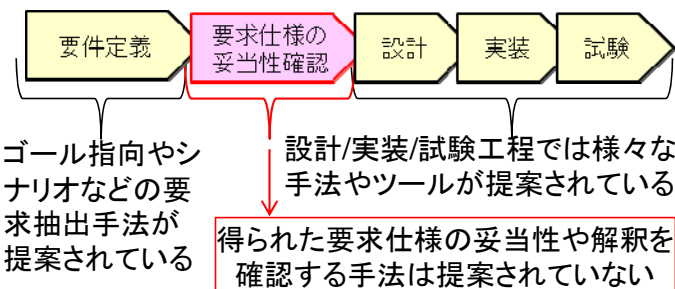 要件定義
要求仕様の
妥当性確認
設計
実装
試験
ゴール指向やシ
ナリオなどの要
求抽出手法が
提案されている
設計/実装/試験工程では様々な
手法やツールが提案されている
得られた要求仕様の妥当性や解釈を
確認する手法は提案されていない